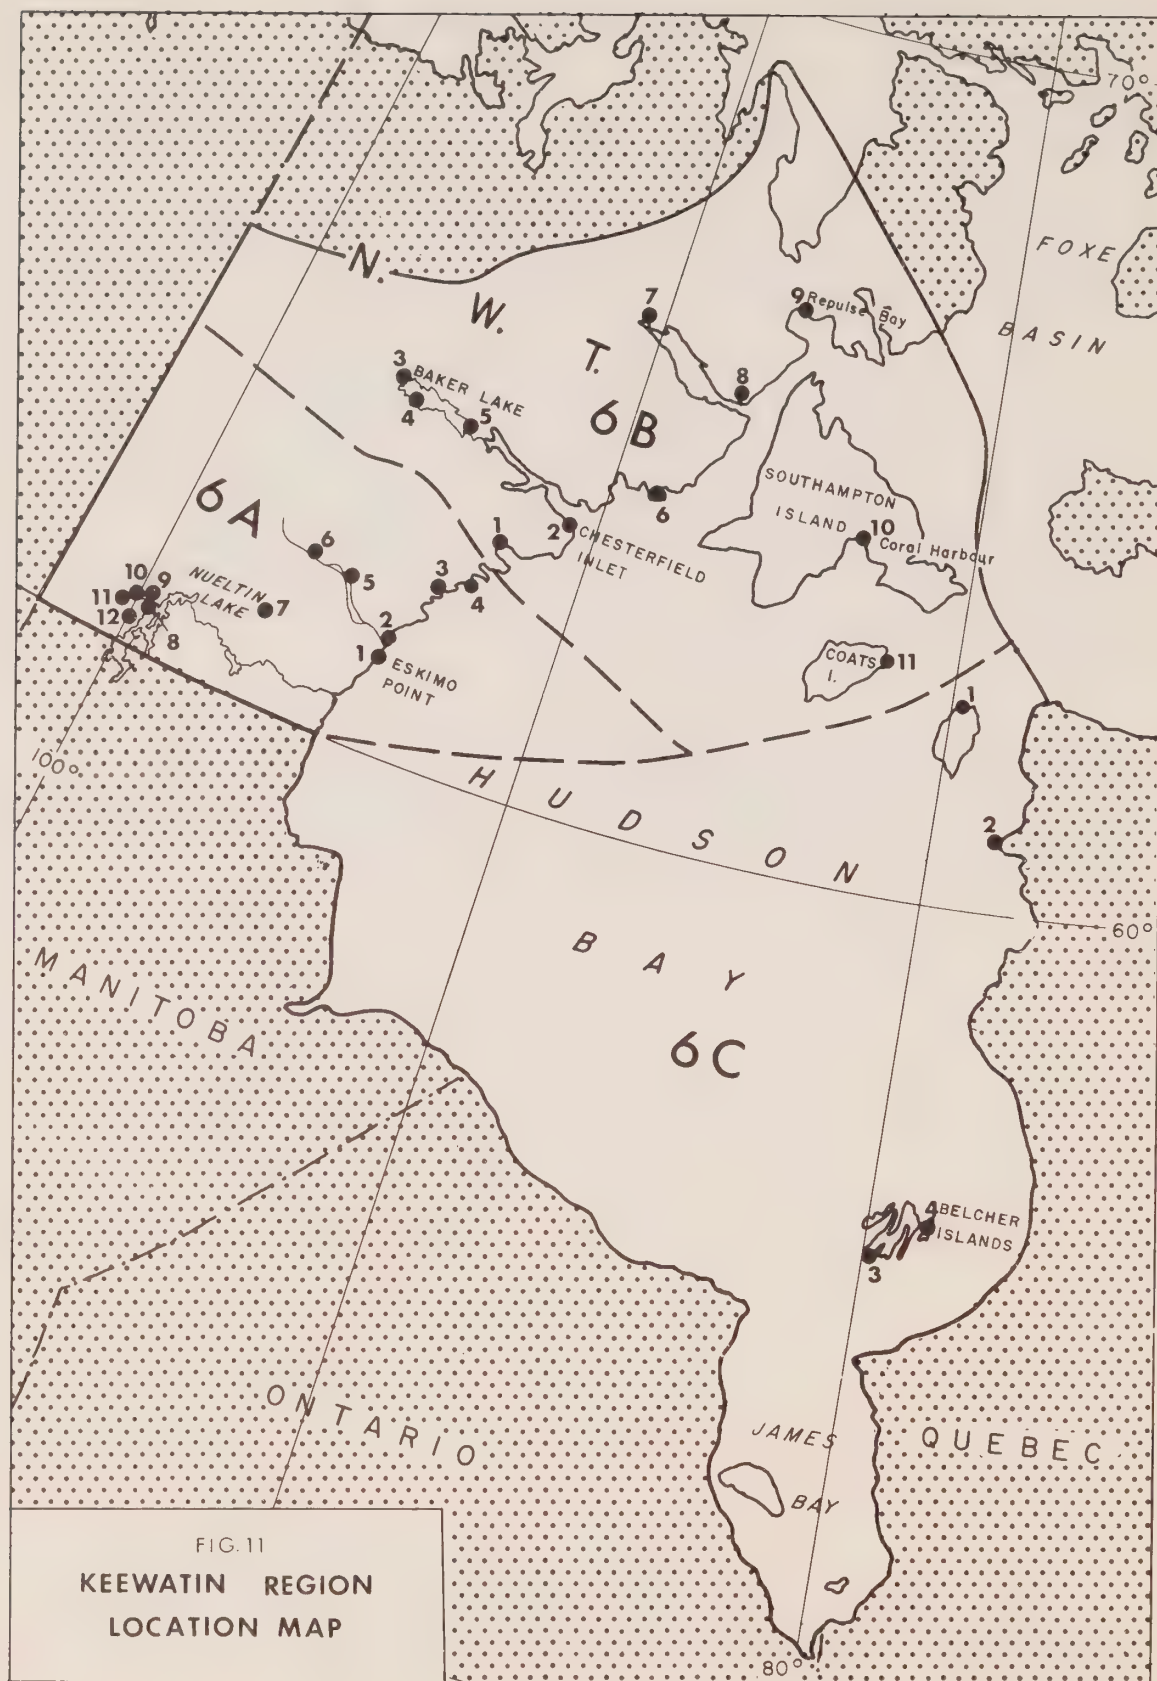 70°
FOXE
BASIN
N. W. T.
7
9 Repulse Bay
3 BAKER LAKE
4
5
8
6B
6A
SOUTHAMPTON
ISLAND
10
Coral Harbour
6
1
2
CHESTERFIELD
INLET
6
5
3
4
NUELTIN
LAKE
7
10
9
11
12
8
2
1
ESKIMO
POINT
COATS
I.
11
1
2
100°
HUDSON
BAY
60°
MANITOBA
6C
4
BELCHER
ISLANDS
3
ONTARIO
JAMES
BAY
QUEBEC
80°
FIG. 11
KEEWATIN REGION
LOCATION MAP